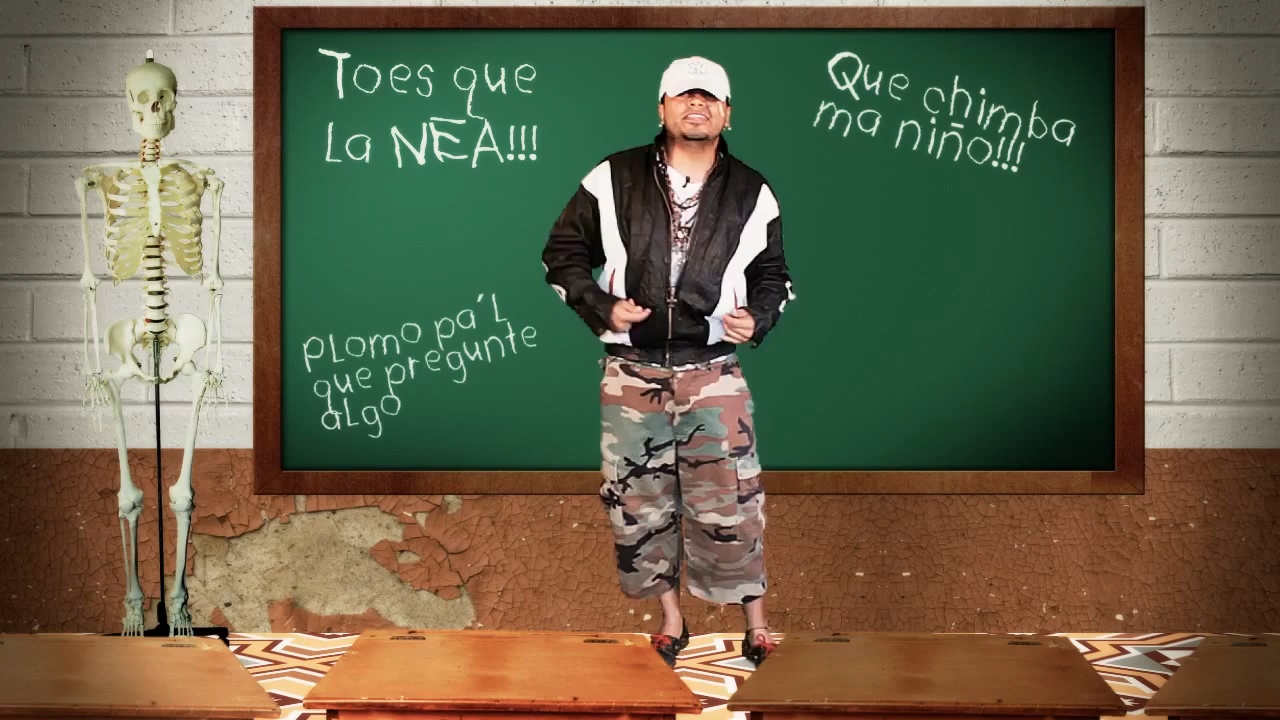 Toes que
La NEA!!!
Que chimba
ma niño!!!
pLomo pa´L
que pregunte
aLgo